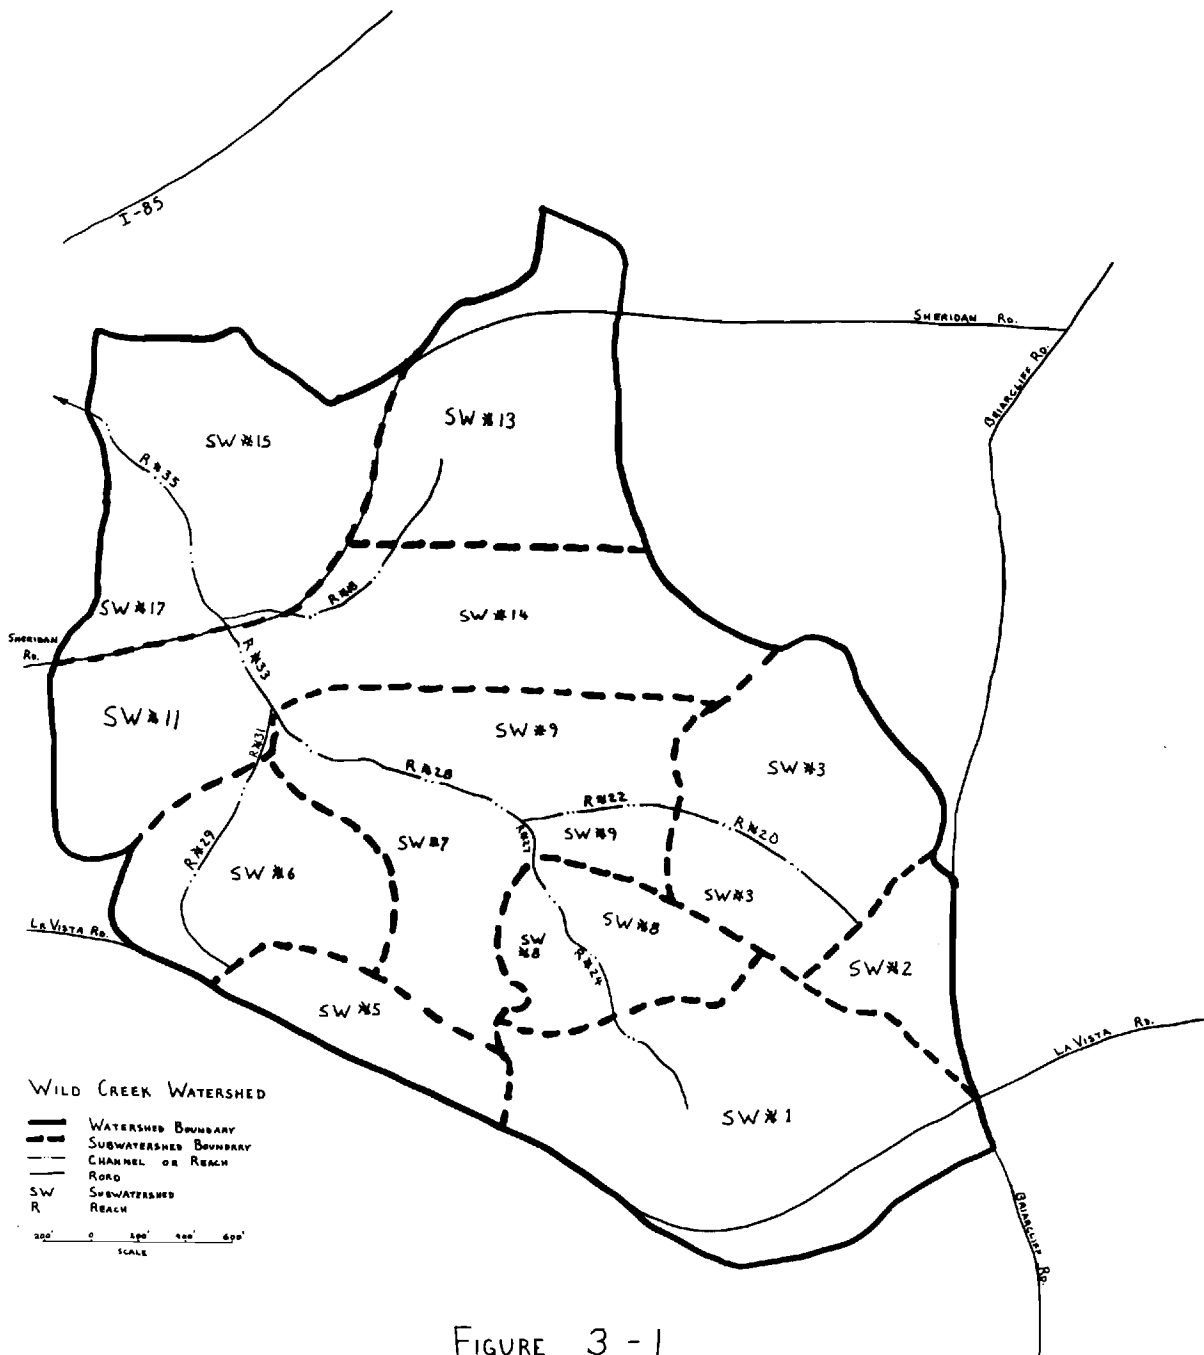 I-85
SHERIDAN RD.
BRIARCLIFF RD.
SW #13
SW #15
R #35
R #18
SW #17
SW #14
SHERIDAN
RD.
R #33
SW #11
SW #9
R #31
SW #3
R #28
R #22
R #20
R #27
SW #9
SW #7
R #29
SW #6
SW #3
SW #8
LA VISTA RD.
SW
#8
R #24
SW #2
SW #5
LA VISTA RD.
WILD CREEK WATERSHED
SW #1
WATERSHED BOUNDARY
SUBWATERSHED BOUNDARY
CHANNEL OR REACH
ROAD
SW SUBWATERSHED
R REACH
BRIARCLIFF RD.
200' 0 200' 400' 600'
SCALE
FIGURE 3-1